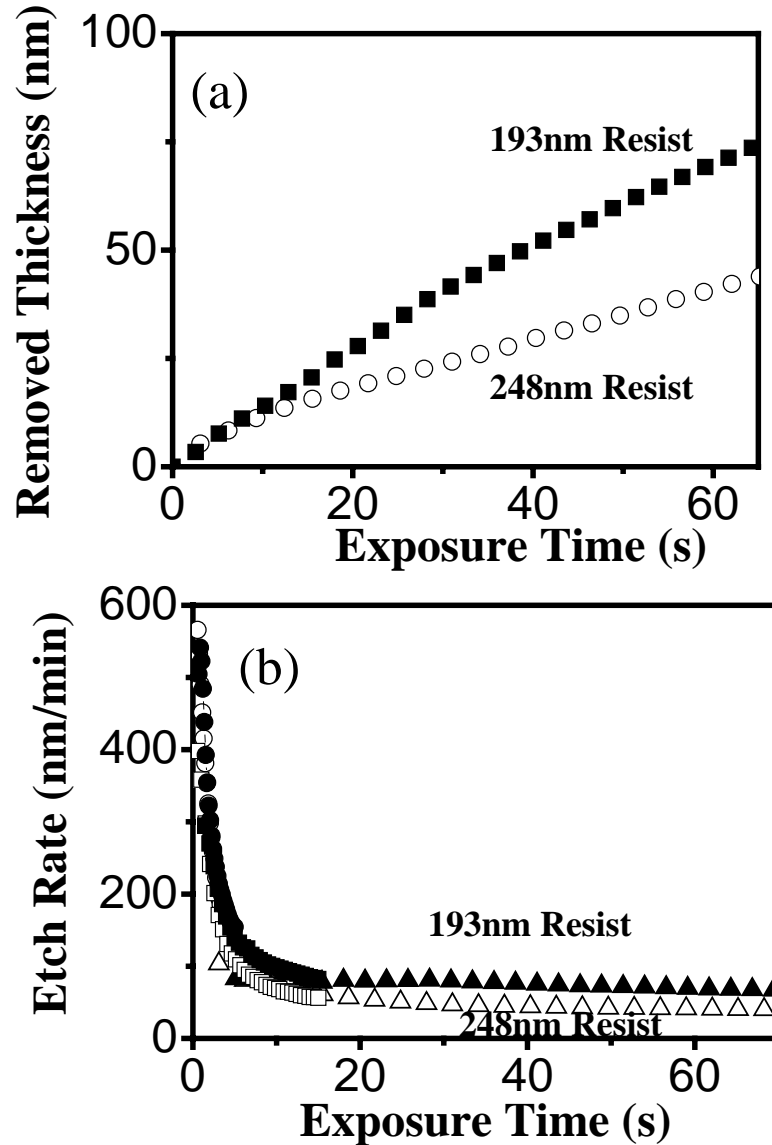 100
(a)
Removed Thickness (nm)
193nm Resist
50
248nm Resist
0
0 20 40 60
Exposure Time (s)
600
(b)
Etch Rate (nm/min)
400
200
193nm Resist
248nm Resist
0
0 20 40 60
Exposure Time (s)